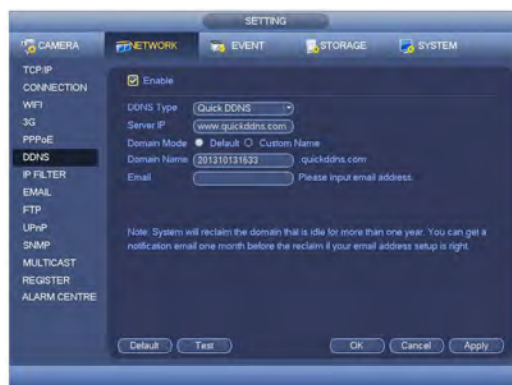 SETTING
CAMERA NETWORK EVENT STORAGE SYSTEM
TCP/IP
CONNECTION
WIFI
3G
PPPoE
DDNS
IP FILTER
EMAIL
FTP
UPnP
SNMP
MULTICAST
REGISTER
ALARM CENTRE
Enable
DDNS Type Quick DDNS
Server IP www.quickddns.com
Domain Mode Default Custom Name
Domain Name 201310131633 .quickddns.com
Email Please input email address.
Note: System will reclaim the domain that is idle for more than one year. You can get a
notification email one month before the reclaim if your email address setup is right.
Default Test OK Cancel Apply